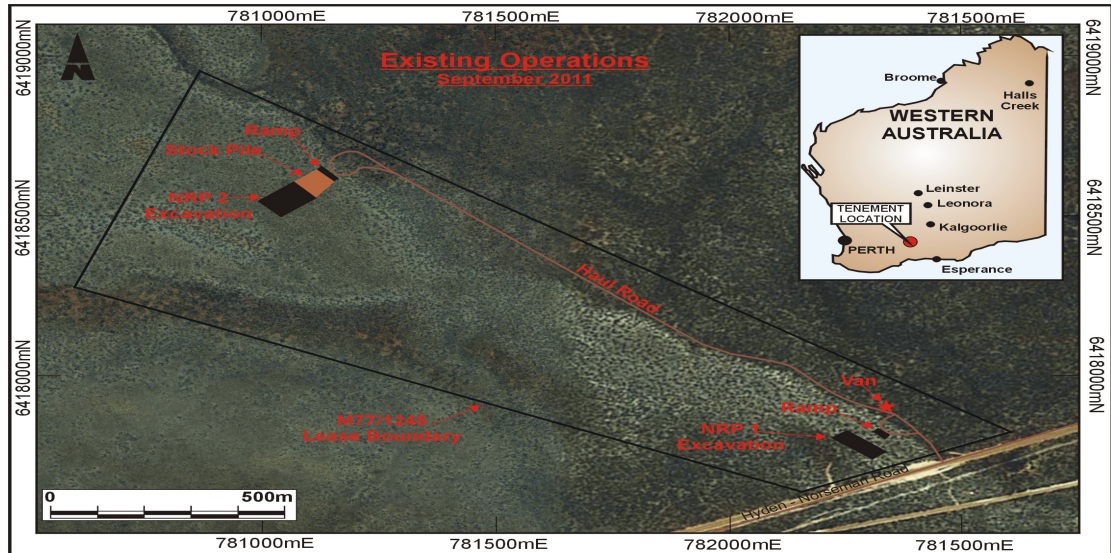 781000mE
781500mE
782000mE
781500mE
6419000mN
6418500mN
6418000mN
6419000mN
6418500mN
6418000mN
N
Existing Operations
September 2011
Ramp
Stock Pile
NRP 2
Excavation
Haul Road
Van
Ramp
NRP 1
Excavation
M77/1246
Lease Boundary
Hyden - Norseman Road
Broome
Halls
Creek
WESTERN
AUSTRALIA
Leinster
Leonora
TENEMENT
LOCATION
Kalgoorlie
PERTH
Esperance
0
500m
781000mE
781500mE
782000mE
781500mE